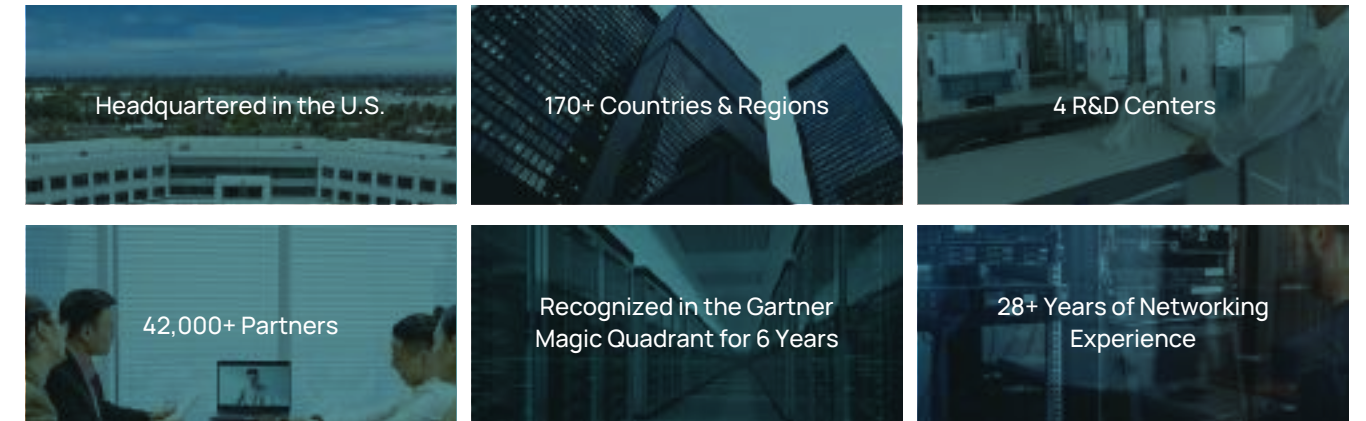 Headquartered in the U.S.
170+ Countries & Regions
4 R&D Centers
42,000+ Partners
Recognized in the Gartner
Magic Quadrant for 6 Years
28+ Years of Networking
Experience